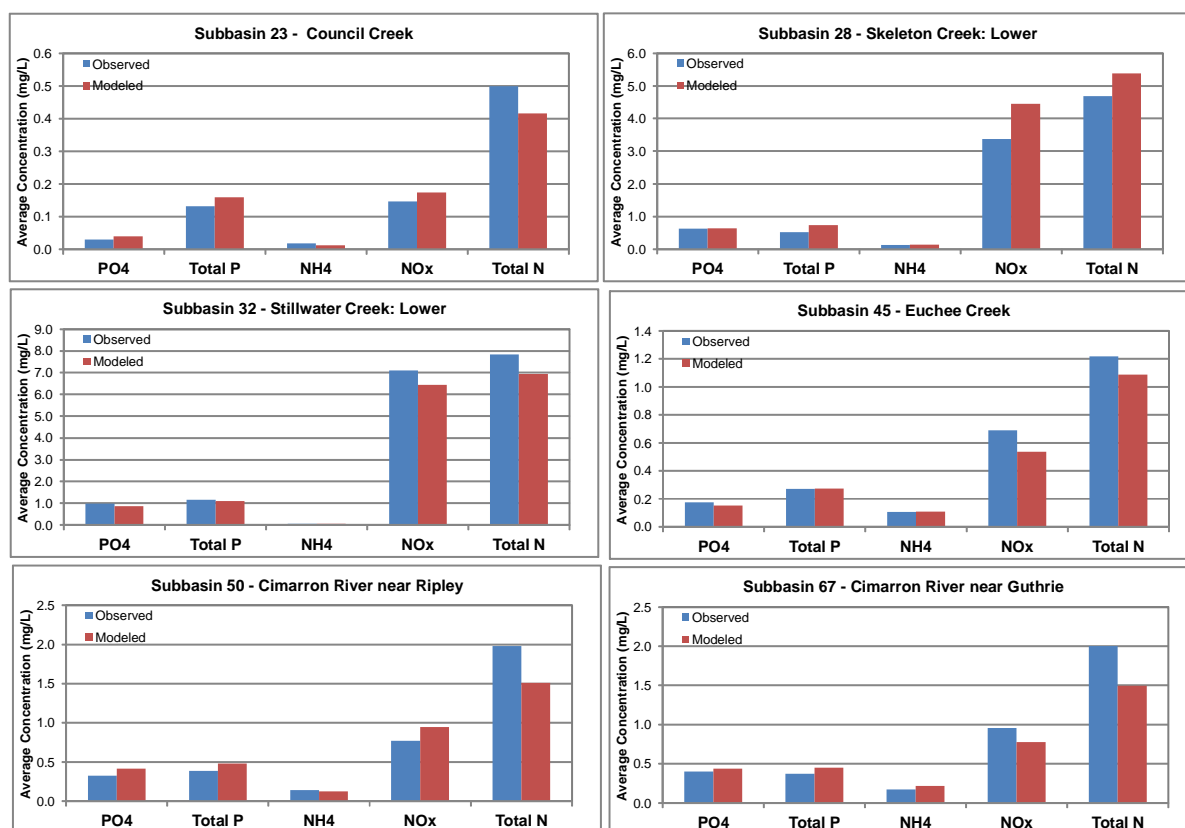 Subbasin 23 - Council Creek
Average Concentration (mg/L)
0.6
0.5
0.4
0.3
0.2
0.1
0.0
Observed
Modeled
PO4 Total P NH4 NOx Total N
Subbasin 28 - Skeleton Creek: Lower
Average Concentration (mg/L)
6.0
5.0
4.0
3.0
2.0
1.0
0.0
Observed
Modeled
PO4 Total P NH4 NOx Total N
Subbasin 32 - Stillwater Creek: Lower
Average Concentration (mg/L)
9.0
8.0
7.0
6.0
5.0
4.0
3.0
2.0
1.0
0.0
Observed
Modeled
PO4 Total P NH4 NOx Total N
Subbasin 45 - Euchee Creek
Average Concentration (mg/L)
1.4
1.2
1.0
0.8
0.6
0.4
0.2
0.0
Observed
Modeled
PO4 Total P NH4 NOx Total N
Subbasin 50 - Cimarron River near Ripley
Average Concentration (mg/L)
2.5
2.0
1.5
1.0
0.5
0.0
Observed
Modeled
PO4 Total P NH4 NOx Total N
Subbasin 67 - Cimarron River near Guthrie
Average Concentration (mg/L)
2.5
2.0
1.5
1.0
0.5
0.0
Observed
Modeled
PO4 Total P NH4 NOx Total N